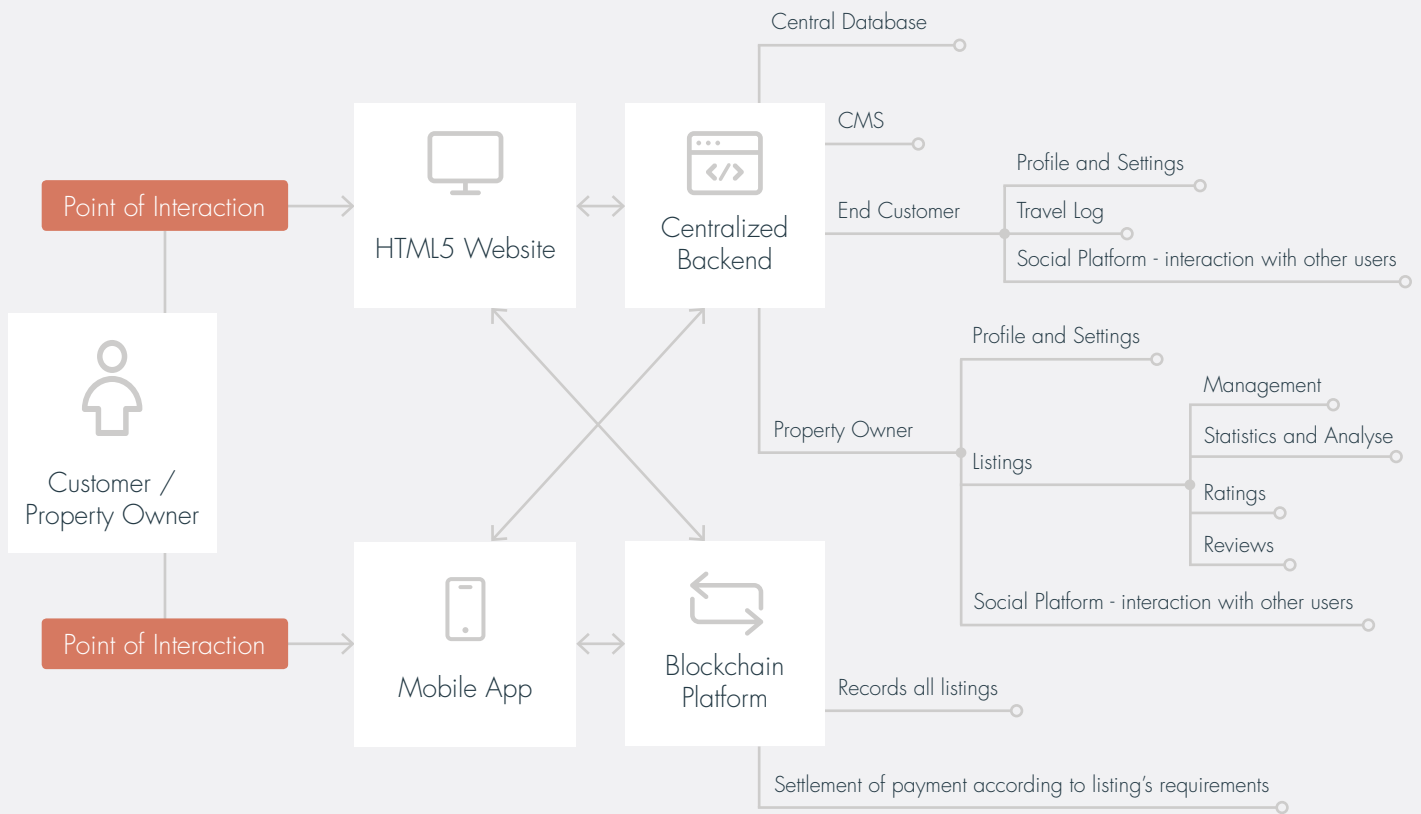 Central Database
CMS
Profile and Settings
Point of Interaction
End Customer
Travel Log
HTML5 Website
Centralized
Backend
Social Platform - interaction with other users
Profile and Settings
Management
Property Owner
Statistics and Analyse
Listings
Customer /
Property Owner
Ratings
Reviews
Social Platform - interaction with other users
Point of Interaction
Mobile App
Blockchain
Platform
Records all listings
Settlement of payment according to listing's requirements